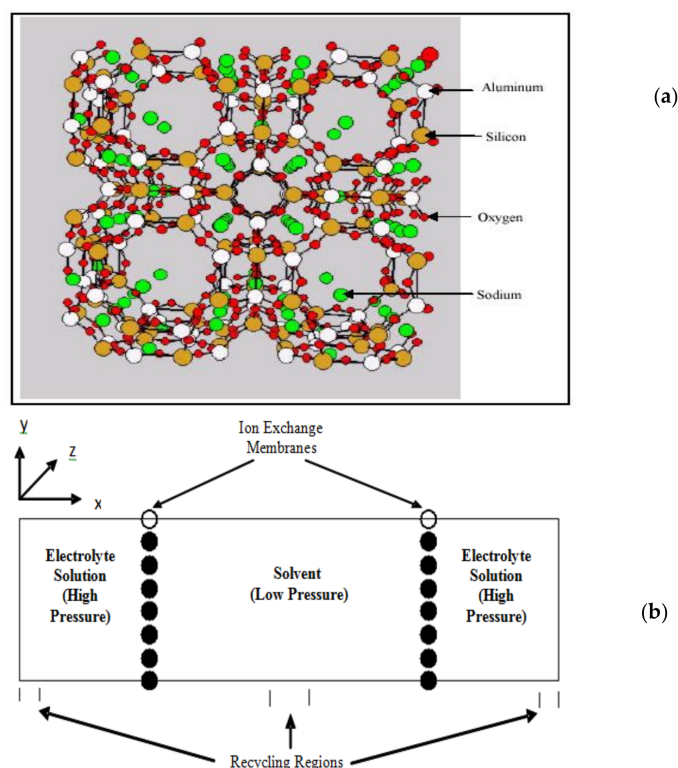 Aluminum
(a)
Silicon
Oxygen
Sodium
y
z
x
Ion Exchange
Membranes
Electrolyte
Solution
(High
Pressure)
Solvent
(Low Pressure)
Electrolyte
Solution
(High
Pressure)
(b)
Recycling Regions